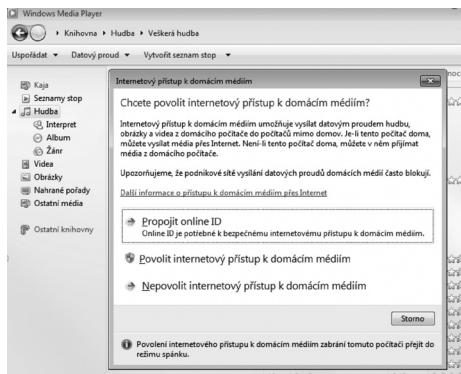 Windows Media Player
Knihovna Hudba Veškerá hudba
Uspořádat Datový proud Vytvořit seznam stop
Kaja
Seznamy stop
Hudba
Interpret
Album
Žánr
Videa
Obrázky
Nahrané pořady
Ostatní média
Ostatní knihovny
Internetový přístup k domácím médiím
Chcete povolit internetový přístup k domácím médiím?
Internetový přístup k domácím médiím umožňuje vysílat datovým proudem hudbu,
obrázky a videa z domácího počítače do počítačů mimo domov. Je-li tento počítač doma,
můžete vysílat média přes Internet. Není-li tento počítač doma, můžete v něm přijímat
média z domácího počítače.
Upozorňujeme, že podnikové sítě vysílání datových proudů domácích médií často blokují.
Další informace o přístupu k domácím médiím přes Internet
Propojit online ID
Online ID je potřebné k bezpečnému internetovému přístupu k domácím médiím.
Povolit internetový přístup k domácím médiím
Nepovolit internetový přístup k domácím médiím
Storno
Povolení internetového přístupu k domácím médiím zabrání tomuto počítači přejít do
režimu spánku.